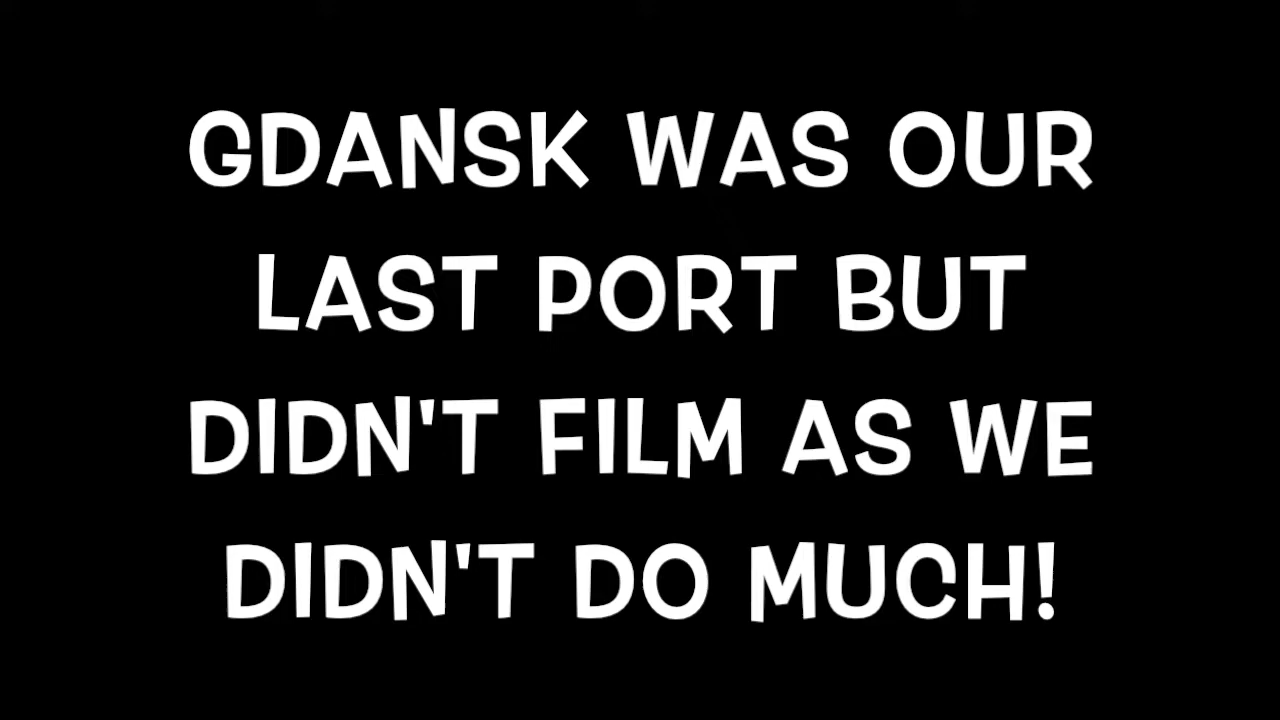 GDANSK WAS OUR
LAST PORT BUT
DIDN'T FILM AS WE
DIDN'T DO MUCH!